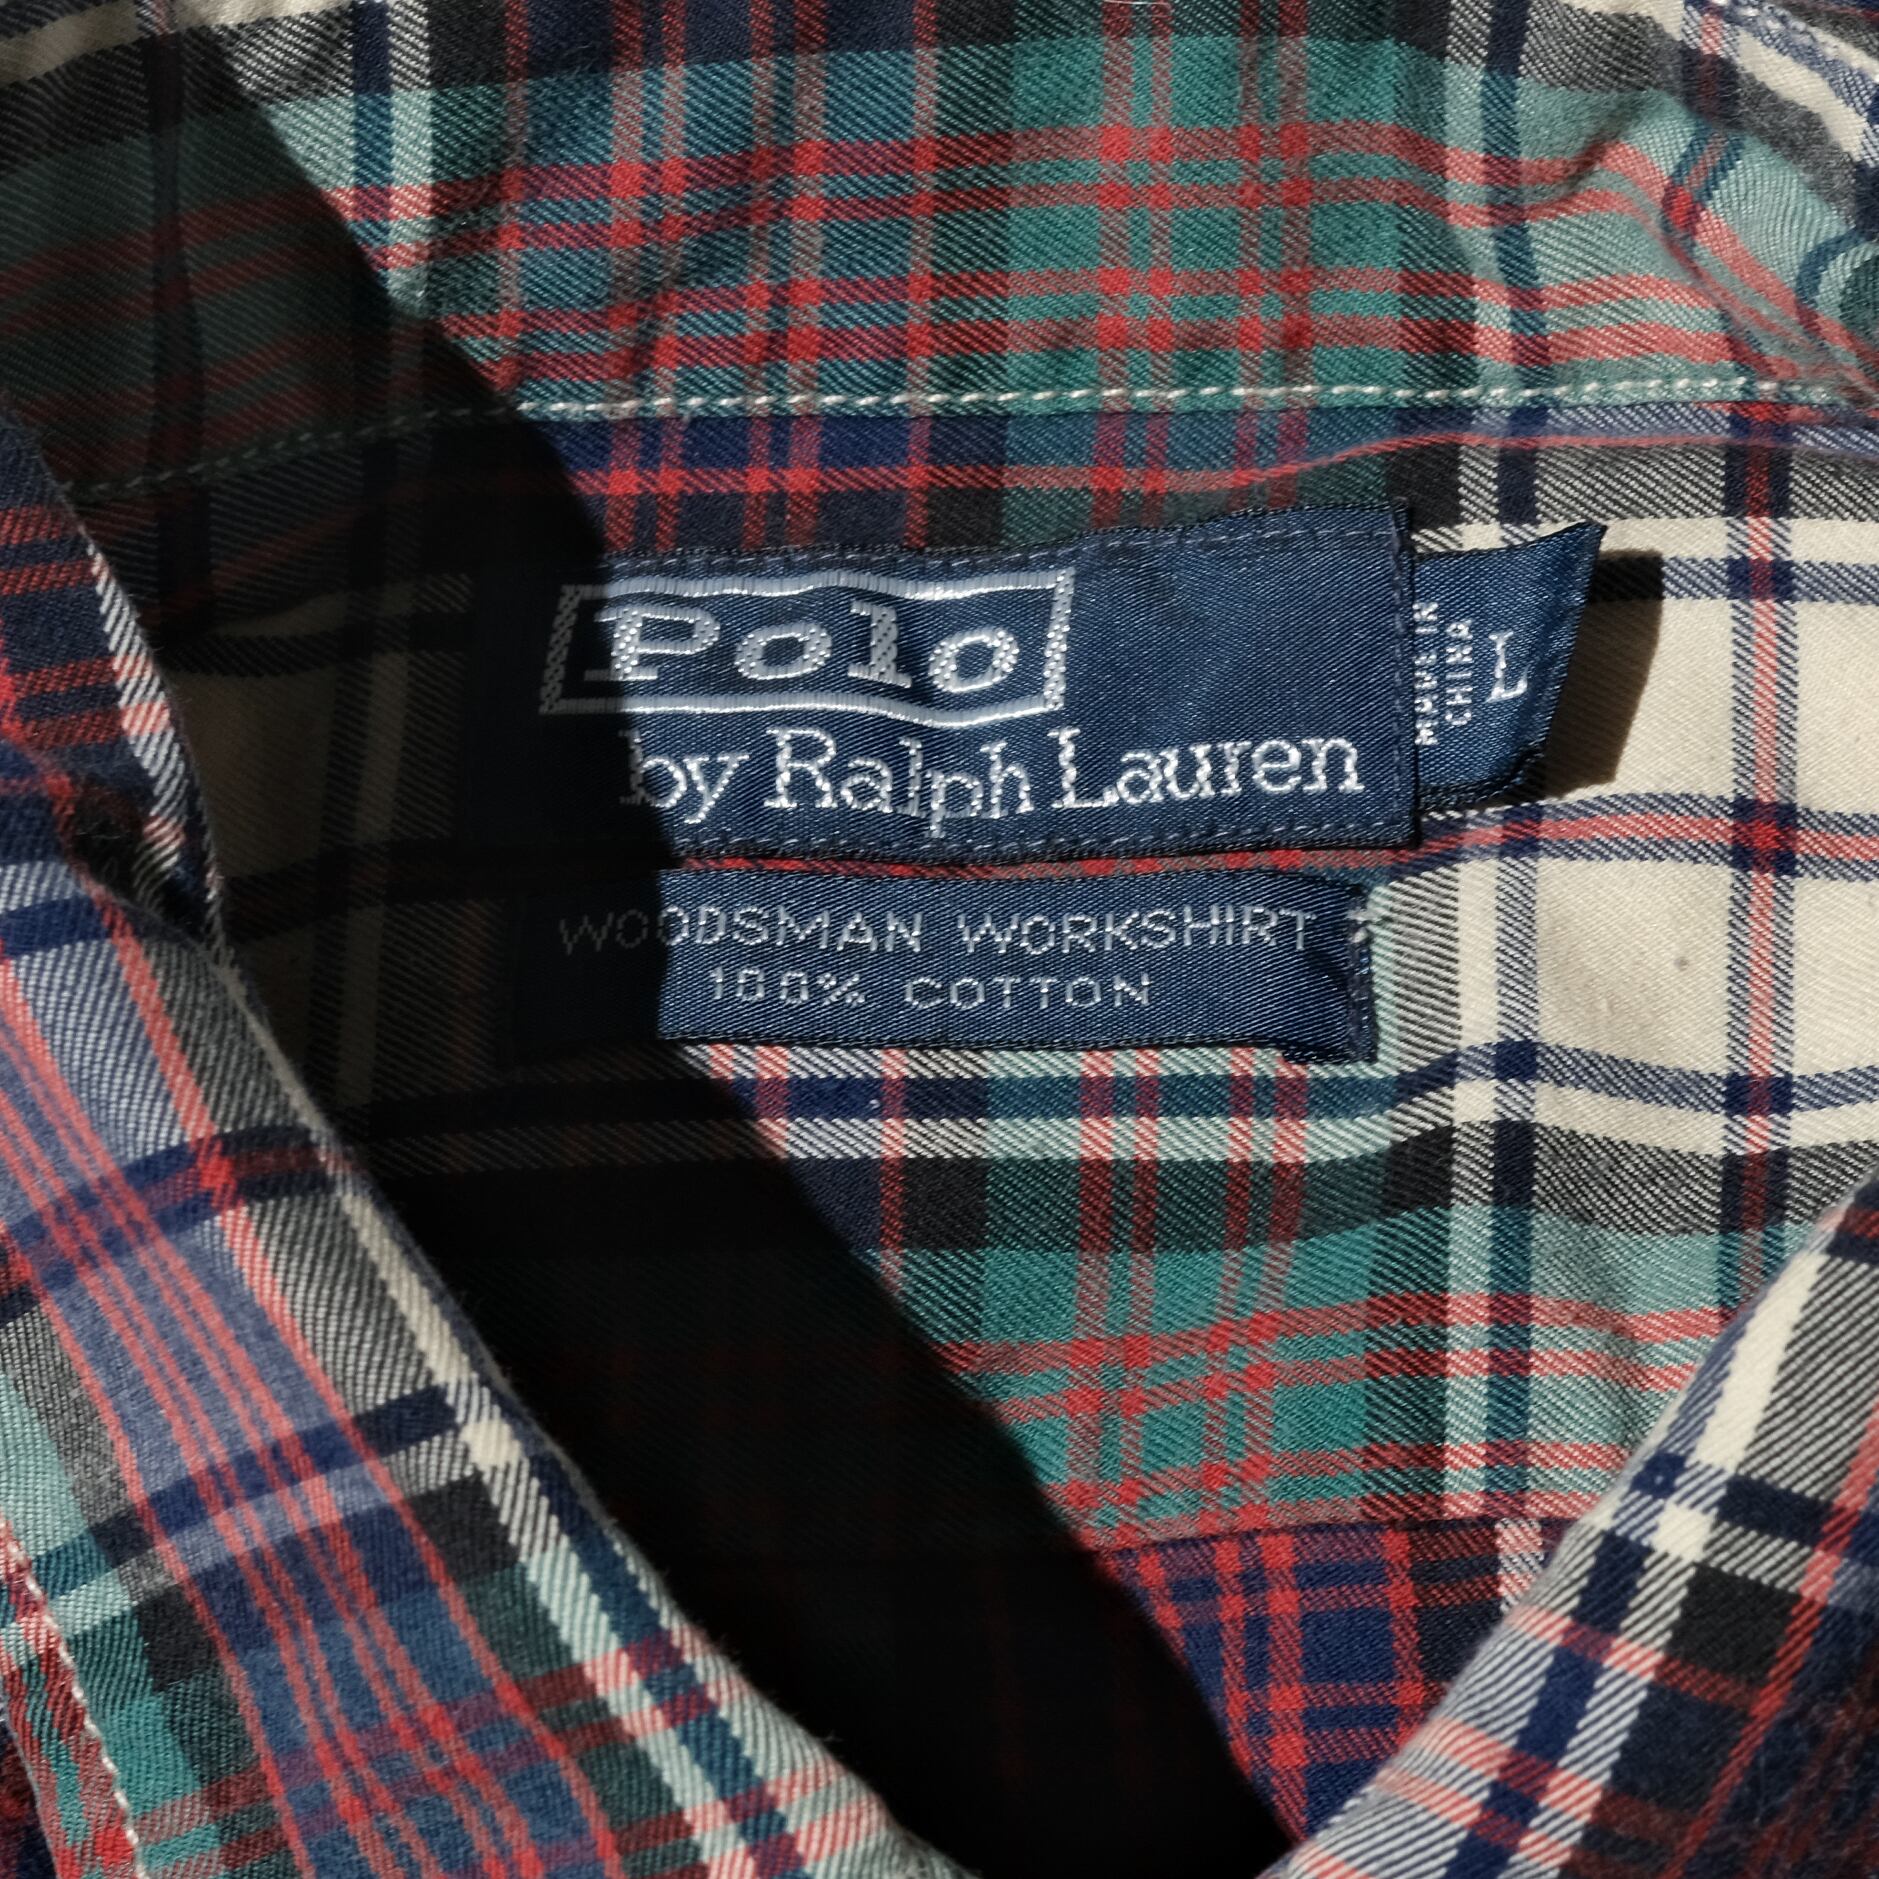 Polo
by Ralph Lauren
MADE IN
CHINA
L
WOODSMAN WORKSHIRT
100% COTTON